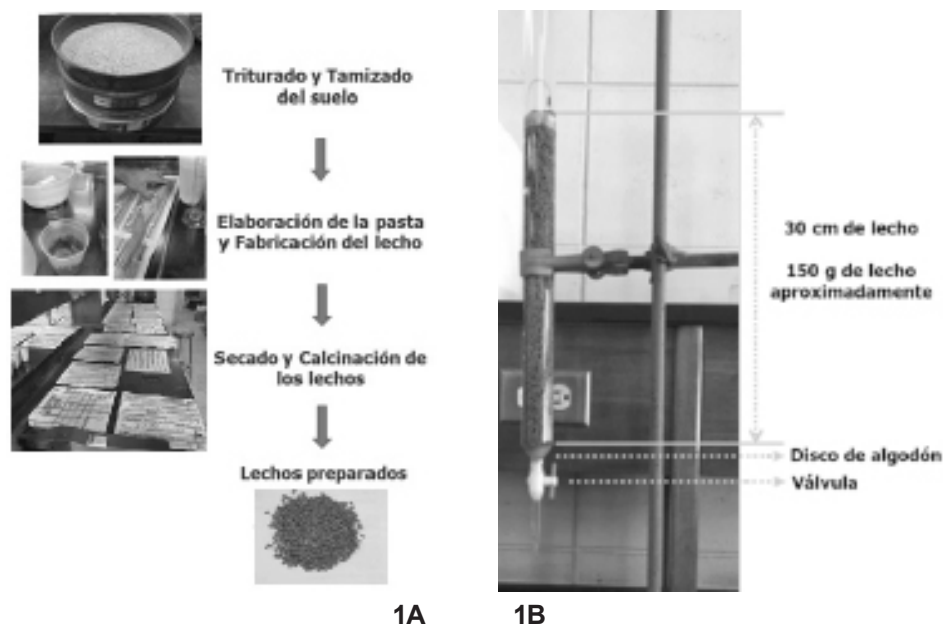 Triturado y Tamizado
del suelo
Elaboración de la pasta
y Fabricación del lecho
Secado y Calcinación de
los lechos
Lechos preparados
30 cm de lecho
150 g de lecho
aproximadamente
Disco de algodón
Válvula
1A
1B